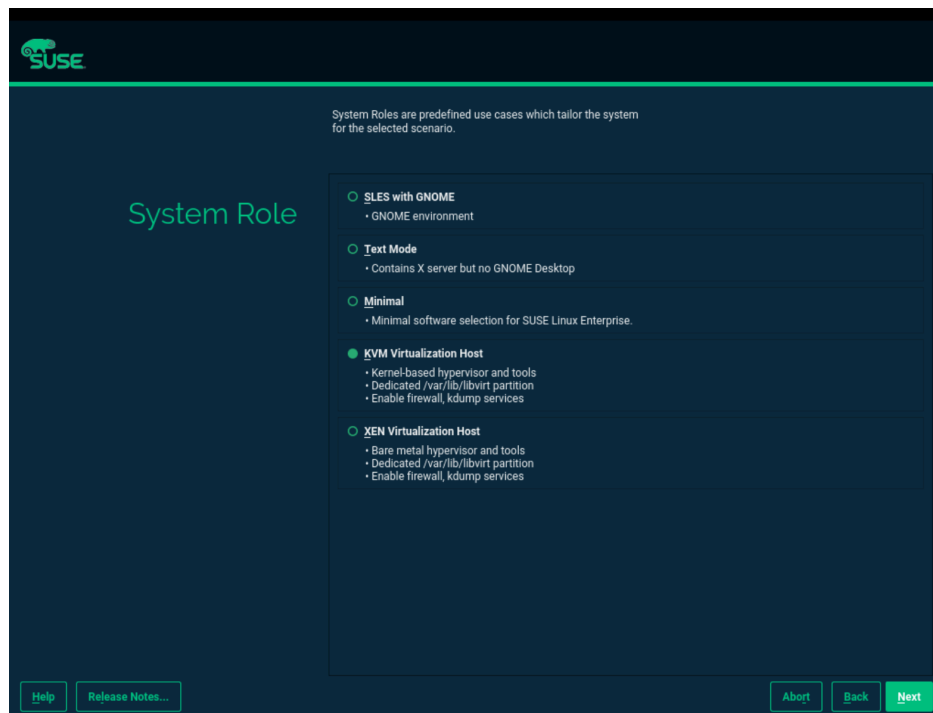 SUSE
System Roles are predefined use cases which tailor the system
for the selected scenario.
System Role
SLES with GNOME
• GNOME environment
Text Mode
• Contains X server but no GNOME Desktop
Minimal
• Minimal software selection for SUSE Linux Enterprise.
KVM Virtualization Host
• Kernel-based hypervisor and tools
• Dedicated /var/lib/libvirt partition
• Enable firewall, kdump services
XEN Virtualization Host
• Bare metal hypervisor and tools
• Dedicated /var/lib/libvirt partition
• Enable firewall, kdump services
Help Release Notes... Abort Back Next